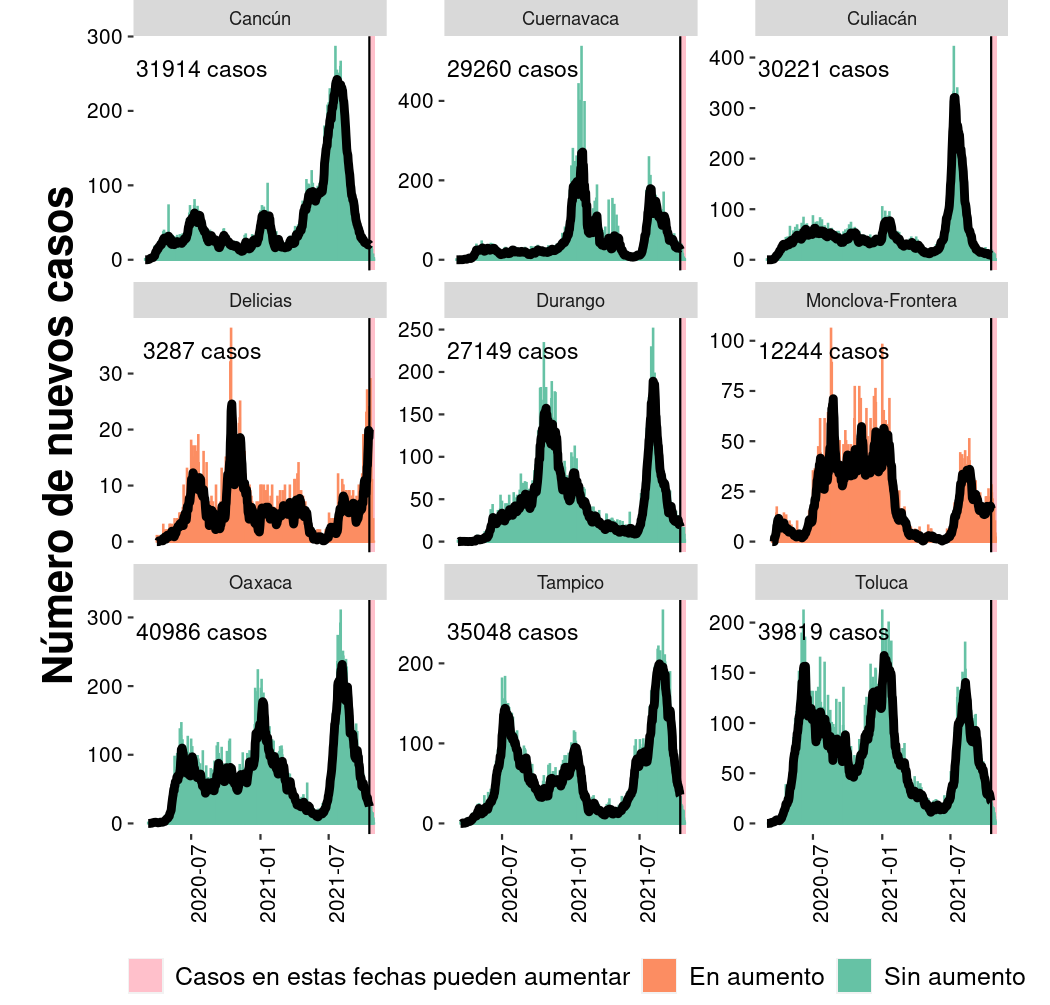 Número de nuevos casos
Cancún
Cuernavaca
Culiacán
300
200
100
0
31914 casos
400
200
0
29260 casos
400
300
200
100
0
30221 casos
Delicias
Durango
Monclova-Frontera
30
20
10
0
3287 casos
250
200
150
100
50
0
27149 casos
100
75
50
25
0
12244 casos
Oaxaca
Tampico
Toluca
300
200
100
0
40986 casos
200
100
0
35048 casos
200
150
100
50
0
39819 casos
2020-07
2021-01
2021-07
2020-07
2021-01
2021-07
2020-07
2021-01
2021-07
Casos en estas fechas pueden aumentar
En aumento
Sin aumento